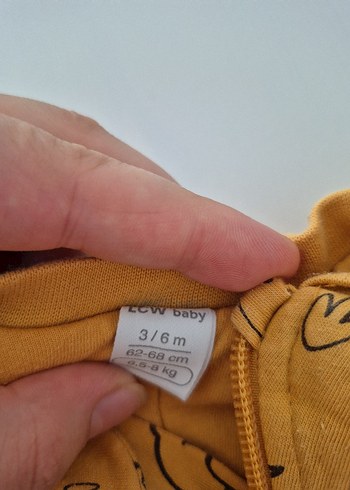 LCW baby
3/6 m
62-68 cm
6.5-8 kg